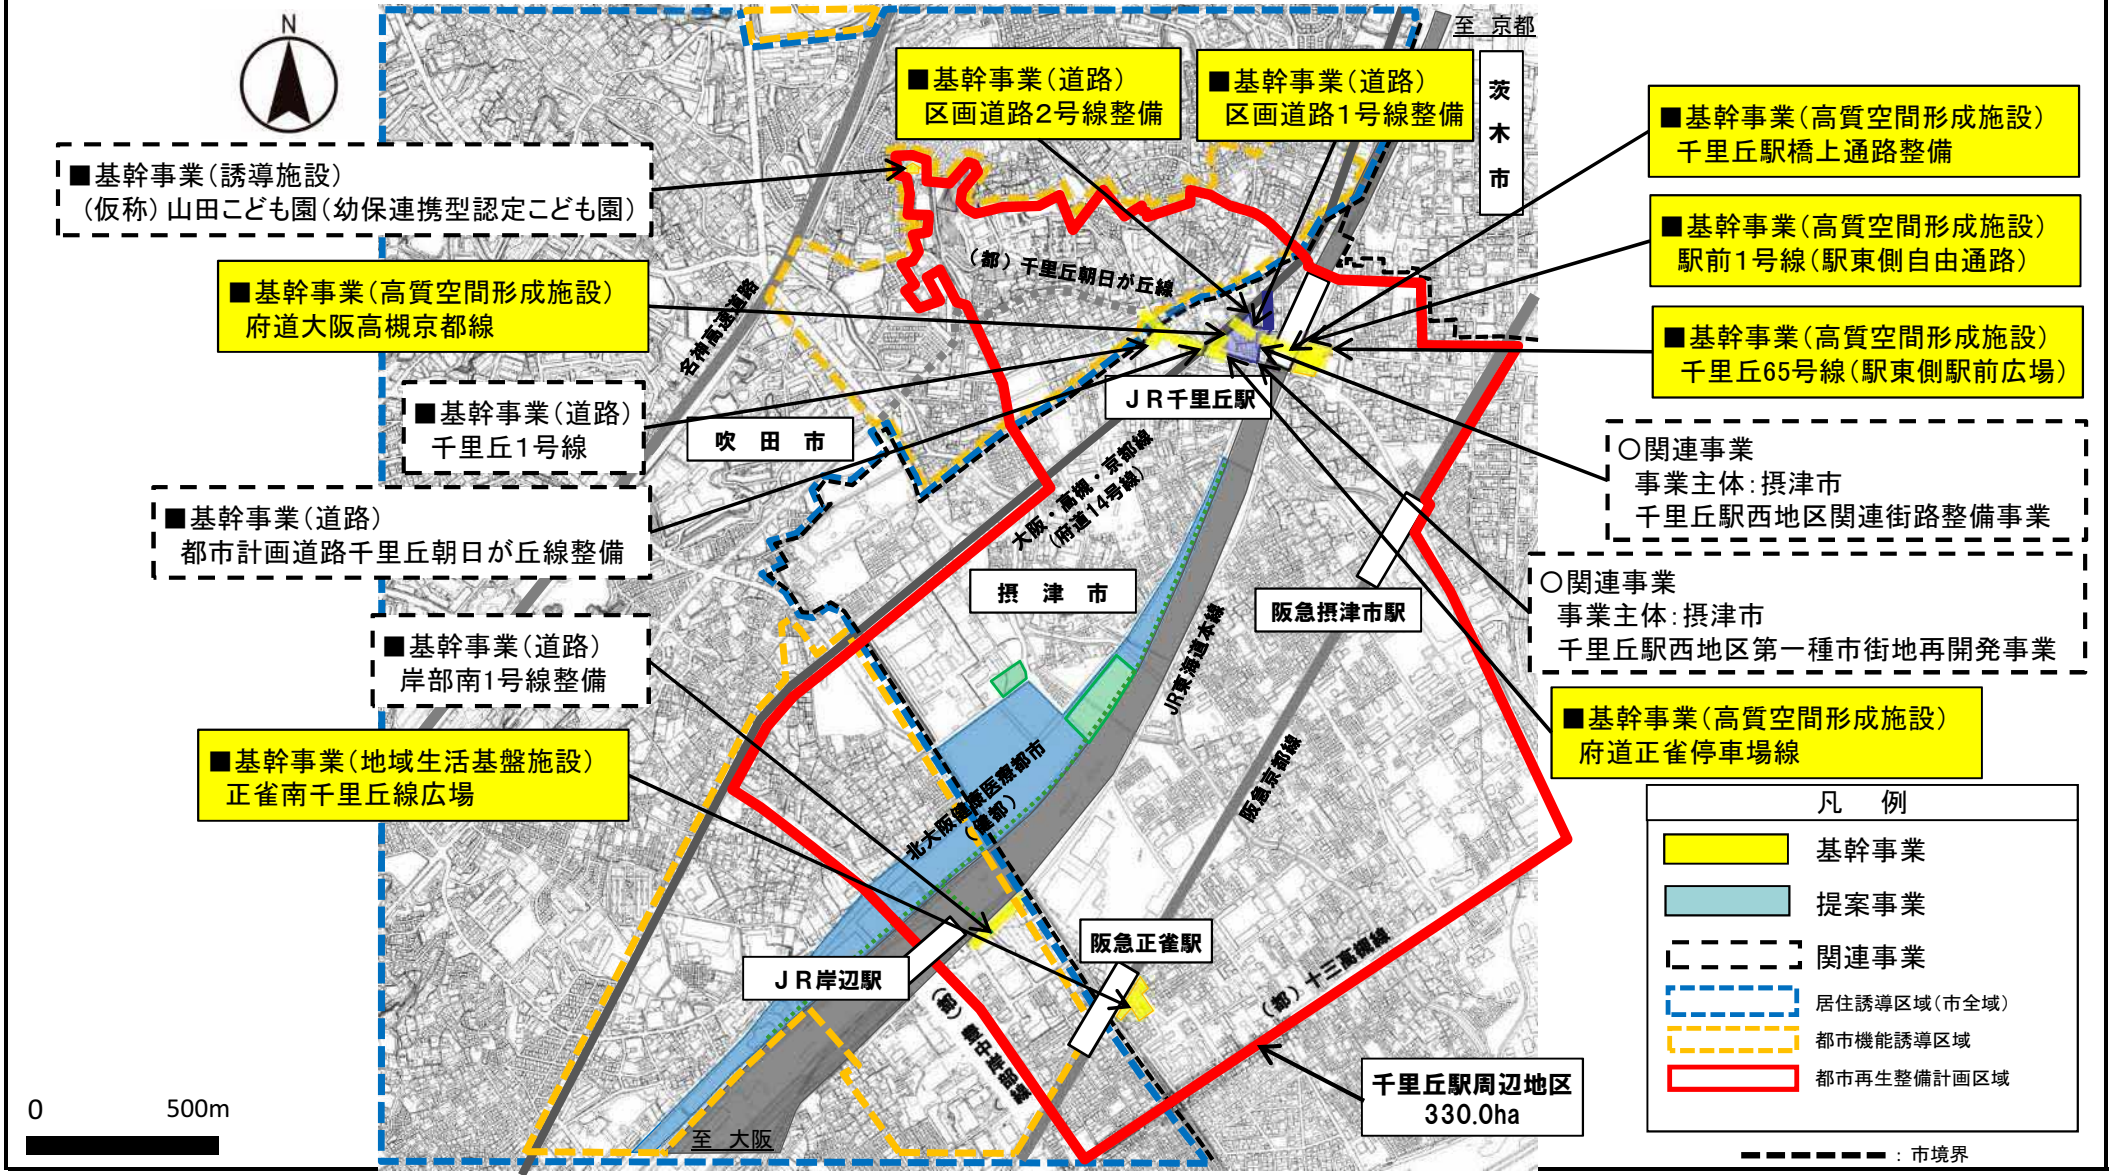 N
至 京都
茨木市
■基幹事業(道路)
区画道路2号線整備
■基幹事業(道路)
区画道路1号線整備
■基幹事業(高質空間形成施設)
千里丘駅橋上通路整備
■基幹事業(誘導施設)
(仮称)山田こども園(幼保連携型認定こども園)
■基幹事業(高質空間形成施設)
駅前1号線(駅東側自由通路)
■基幹事業(高質空間形成施設)
府道大阪高槻京都線
(都)千里丘朝日が丘線
名神高速道路
■基幹事業(高質空間形成施設)
千里丘65号線(駅東側駅前広場)
JR千里丘駅
■基幹事業(道路)
千里丘1号線
吹田市
○関連事業
事業主体:摂津市
千里丘駅西地区関連街路整備事業
大阪・高槻・京都線
(府道14号線)
■基幹事業(道路)
都市計画道路千里丘朝日が丘線整備
摂津市
阪急摂津市駅
○関連事業
事業主体:摂津市
千里丘駅西地区第一種市街地再開発事業
■基幹事業(道路)
岸部南1号線整備
JR東海道本線
■基幹事業(高質空間形成施設)
府道正雀停車場線
■基幹事業(地域生活基盤施設)
正雀南千里丘線広場
北大阪健康医療都市
(健都)
阪急京都線
阪急正雀駅
JR岸辺駅
(都)岸部中千里線
(都)十三高槻線
千里丘駅周辺地区
330.0ha
至 大阪
0 500m
凡例
基幹事業
提案事業
関連事業
居住誘導区域(市全域)
都市機能誘導区域
都市再生整備計画区域
:市境界